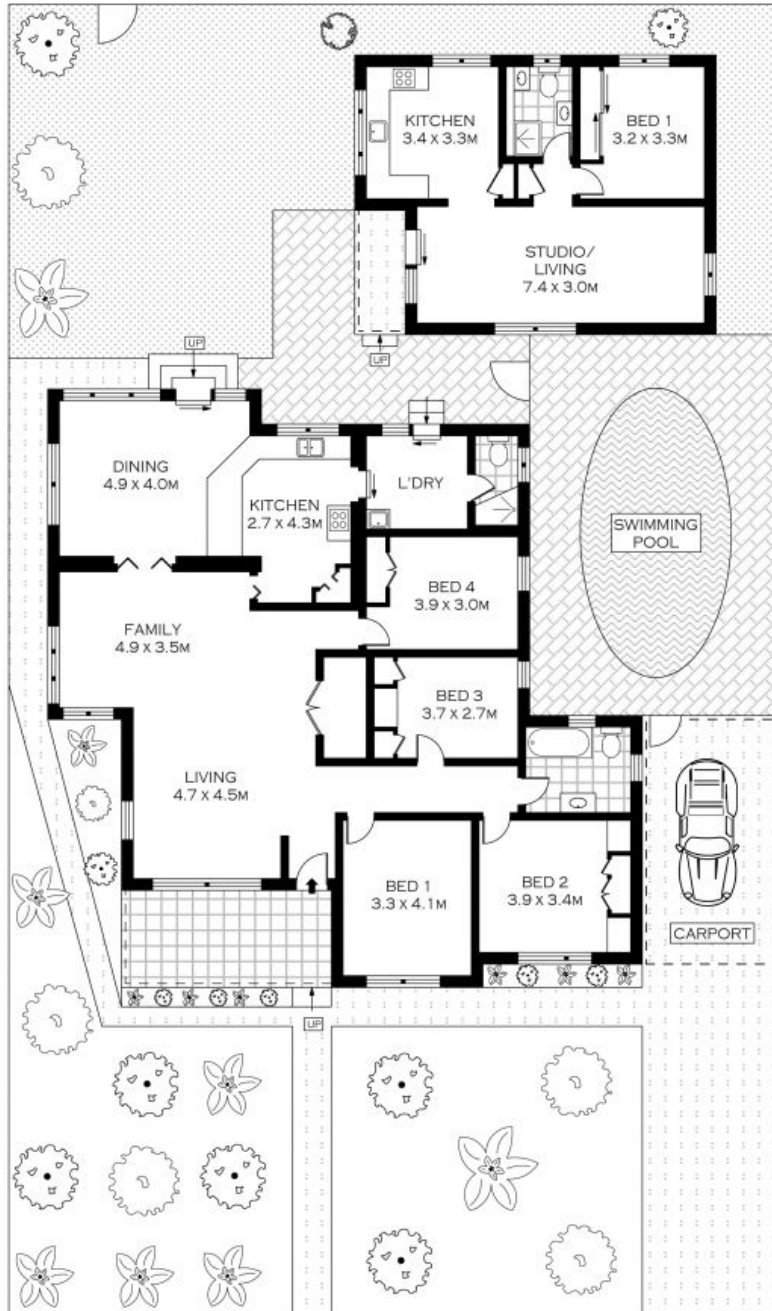 KITCHEN
3.4 x 3.3M
BED 1
3.2 x 3.3M
STUDIO/
LIVING
7.4 x 3.0M
UP
UP
DINING
4.9 x 4.0M
KITCHEN
2.7 x 4.3M
L'DRY
SWIMMING
POOL
BED 4
3.9 x 3.0M
FAMILY
4.9 x 3.5M
BED 3
3.7 x 2.7M
LIVING
4.7 x 4.5M
BED 1
3.3 x 4.1M
BED 2
3.9 x 3.4M
CARPORT
UP